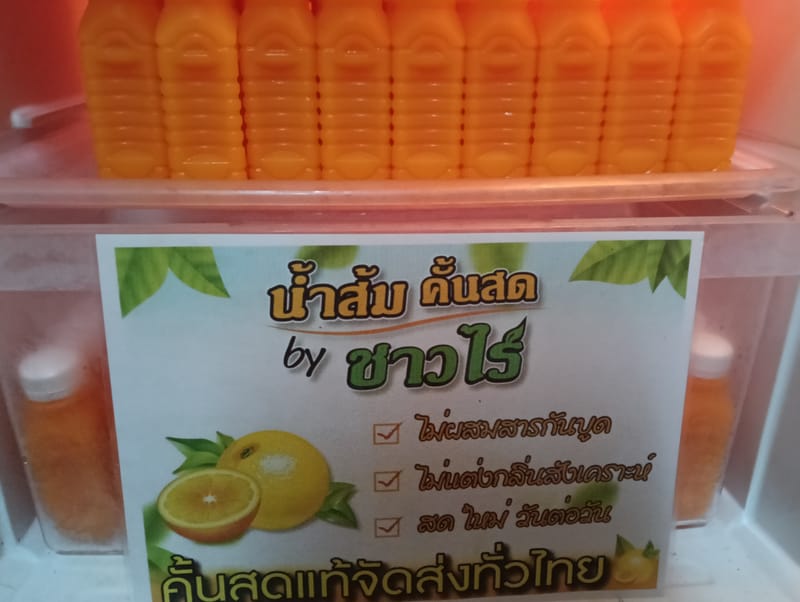 น้ำส้ม คั้นสด
by ชาวไร่
ไม่ผสมสารกันบูด
ไม่แต่งกลิ่นสังเคราะห์
สด ใหม่ วันต่อวัน
คั้นสดแท้จัดส่งทั่วไทย